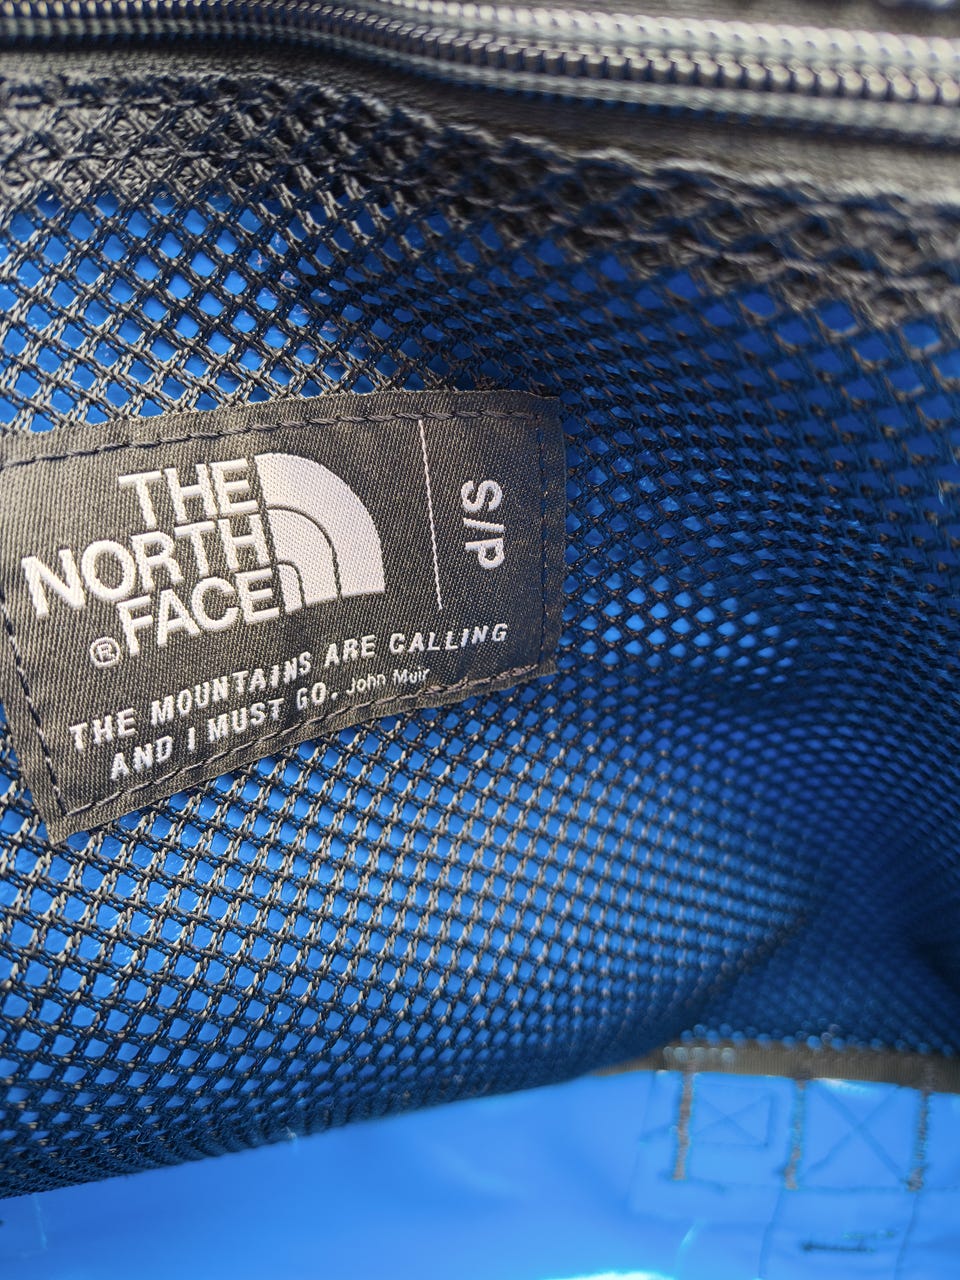 THE
NORTH
FACE
®
S/P
THE MOUNTAINS ARE CALLING
AND I MUST GO. John Muir